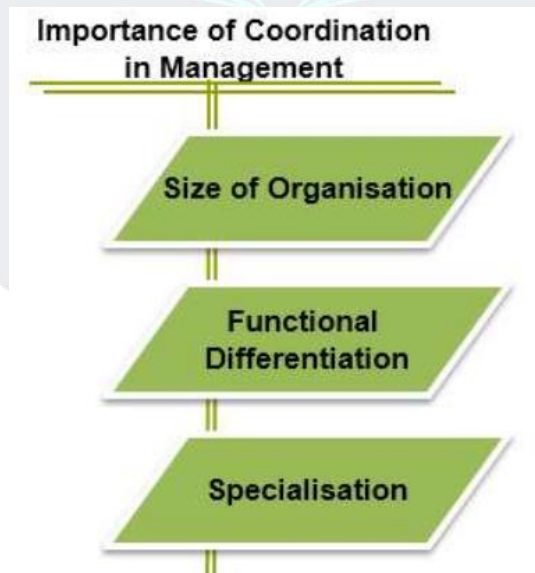 Importance of Coordination
in Management
Size of Organisation
Functional
Differentiation
Specialisation